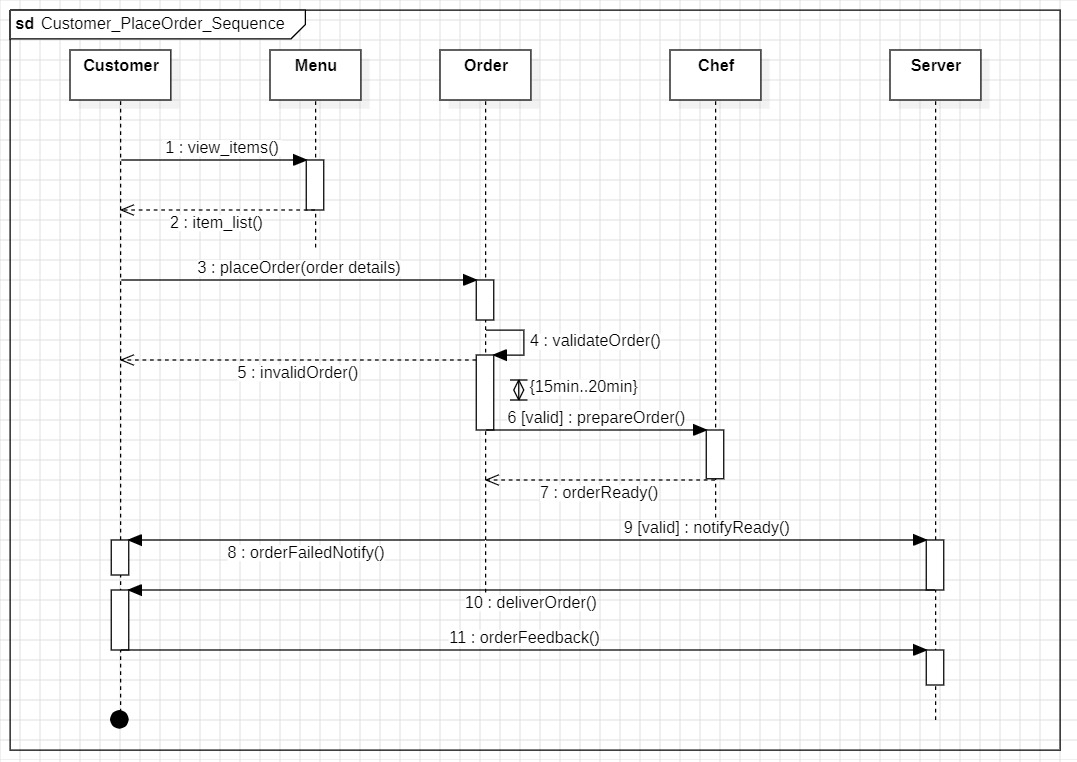 sd Customer_PlaceOrder_Sequence
Customer
Menu
Order
Chef
Server
1 : view_items()
2 : item_list()
3 : placeOrder(order details)
4 : validateOrder()
5 : invalidOrder()
{15min..20min}
6 [valid] : prepareOrder()
7 : orderReady()
9 [valid] : notifyReady()
8 : orderFailedNotify()
10 : deliverOrder()
11 : orderFeedback()